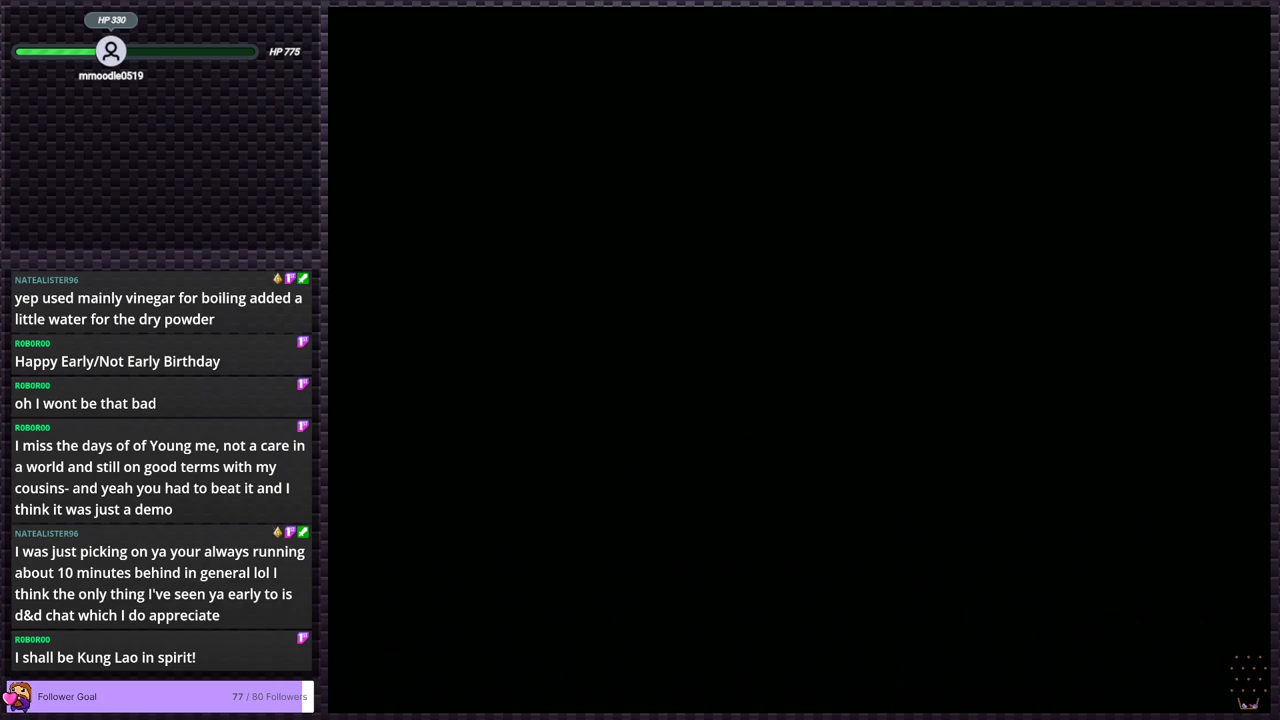 HP 330
HP 775
mrmoodle0519
NATEALISTER96
yep used mainly vinegar for boiling added a
little water for the dry powder
R0B0R00
Happy Early/Not Early Birthday
R0B0R00
oh I wont be that bad
R0B0R00
I miss the days of of Young me, not a care in
a world and still on good terms with my
cousins- and yeah you had to beat it and I
think it was just a demo
NATEALISTER96
I was just picking on ya your always running
about 10 minutes behind in general lol I
think the only thing I've seen ya early to is
d&d chat which I do appreciate
R0B0R00
I shall be Kung Lao in spirit!
Follower Goal 77 / 80 Followers